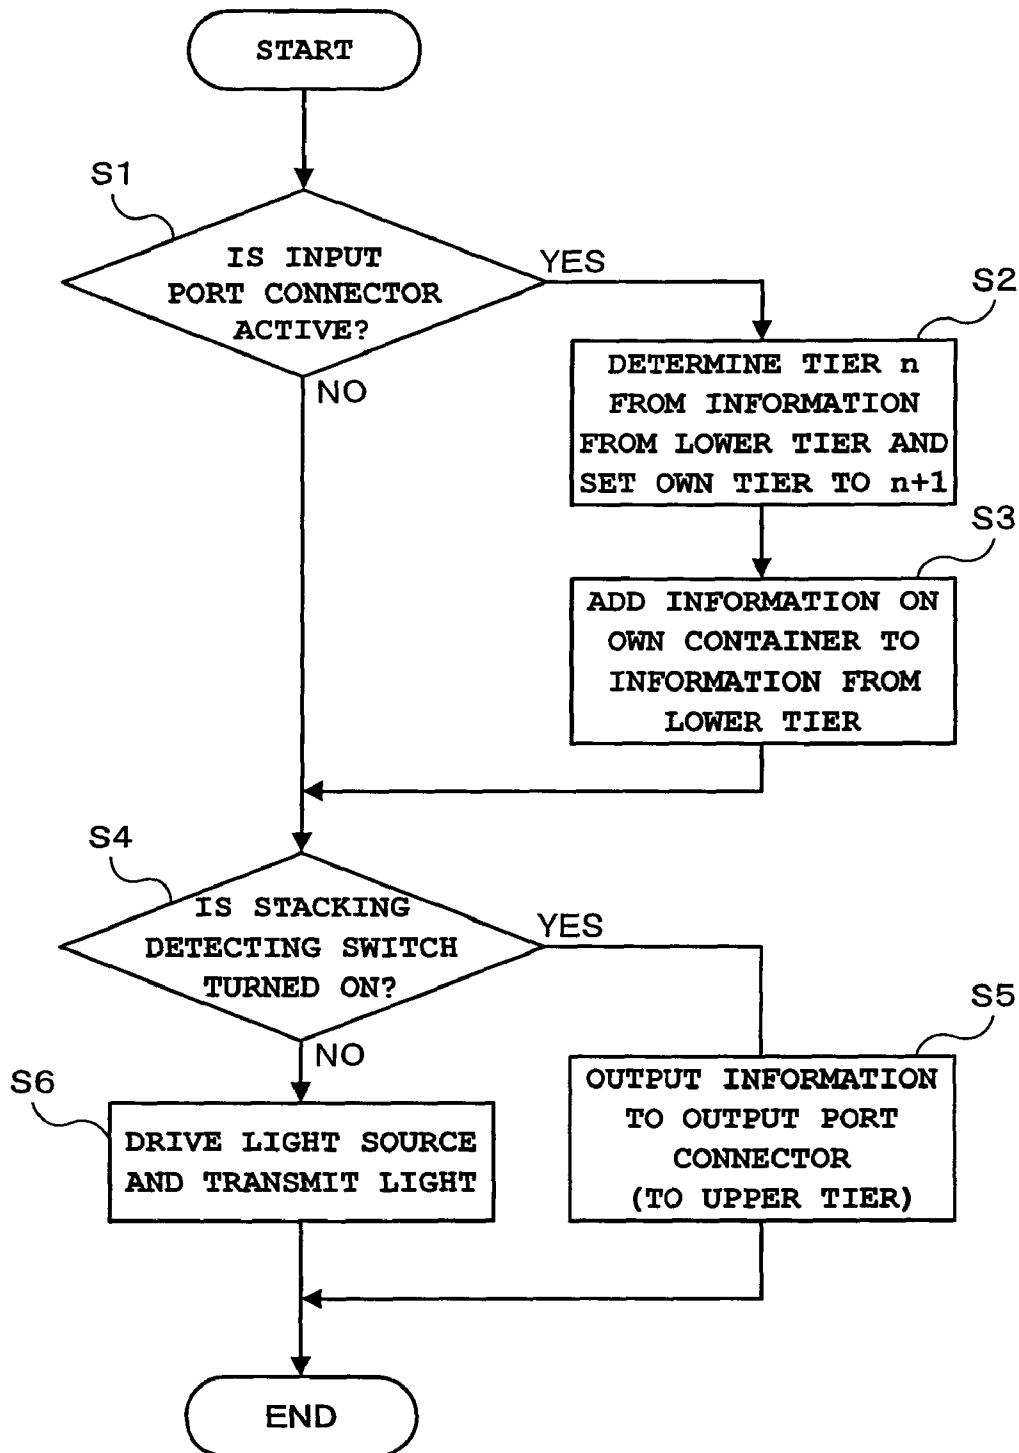 START
S1
IS INPUT
PORT CONNECTOR
ACTIVE?
YES
NO
S2
DETERMINE TIER n
FROM INFORMATION
FROM LOWER TIER AND
SET OWN TIER TO n+1
S3
ADD INFORMATION ON
OWN CONTAINER TO
INFORMATION FROM
LOWER TIER
S4
IS STACKING
DETECTING SWITCH
TURNED ON?
YES
NO
S5
OUTPUT INFORMATION
TO OUTPUT PORT
CONNECTOR
(TO UPPER TIER)
S6
DRIVE LIGHT SOURCE
AND TRANSMIT LIGHT
END